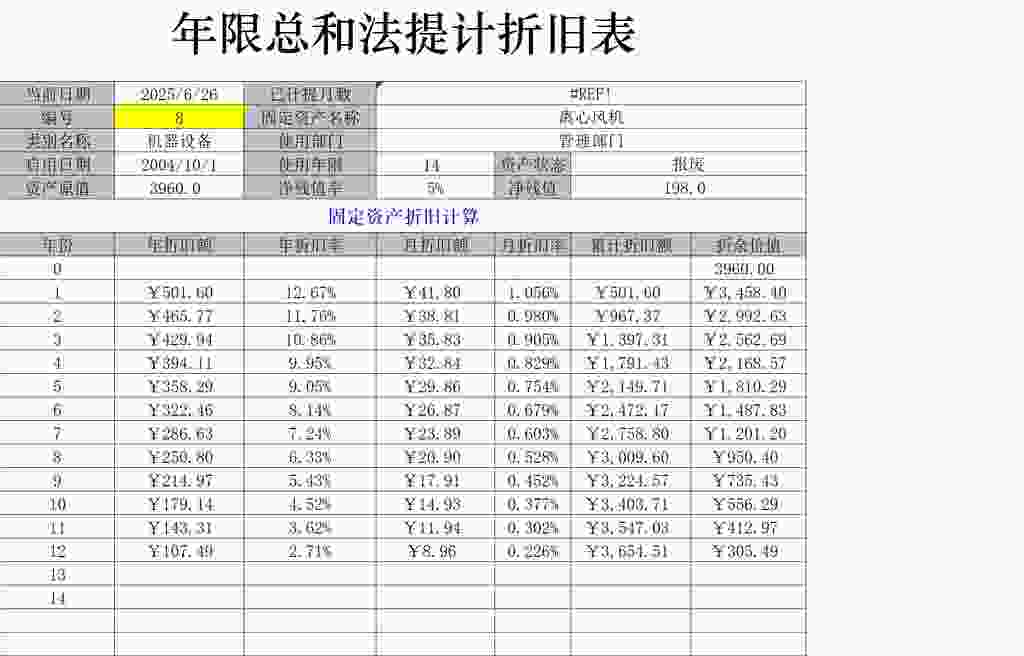 年限总和法提计折旧表
当前日期 2025/6/26 已计提月数 #REF!
编号 8 固定资产名称 离心风机
类别名称 机器设备 使用部门 管理部门
启用日期 2004/10/1 使用年限 14 资产状态 报废
资产原值 3960.0 净残值率 5% 净残值 198.0
固定资产折旧计算
年份 年折旧额 年折旧率 月折旧额 月折旧率 累计折旧额 折余价值
0 3960.00
1 ￥501.60 12.67% ￥41.80 1.056% ￥501.60 ￥3,458.40
2 ￥465.77 11.76% ￥38.81 0.980% ￥967.37 ￥2,992.63
3 ￥429.94 10.86% ￥35.83 0.905% ￥1,397.31 ￥2,562.69
4 ￥394.11 9.95% ￥32.84 0.829% ￥1,791.43 ￥2,168.57
5 ￥358.29 9.05% ￥29.86 0.754% ￥2,149.71 ￥1,810.29
6 ￥322.46 8.14% ￥26.87 0.679% ￥2,472.17 ￥1,487.83
7 ￥286.63 7.24% ￥23.89 0.603% ￥2,758.80 ￥1,201.20
8 ￥250.80 6.33% ￥20.90 0.528% ￥3,009.60 ￥950.40
9 ￥214.97 5.43% ￥17.91 0.452% ￥3,224.57 ￥735.43
10 ￥179.14 4.52% ￥14.93 0.377% ￥3,403.71 ￥556.29
11 ￥143.31 3.62% ￥11.94 0.302% ￥3,547.03 ￥412.97
12 ￥107.49 2.71% ￥8.96 0.226% ￥3,654.51 ￥305.49
13
14